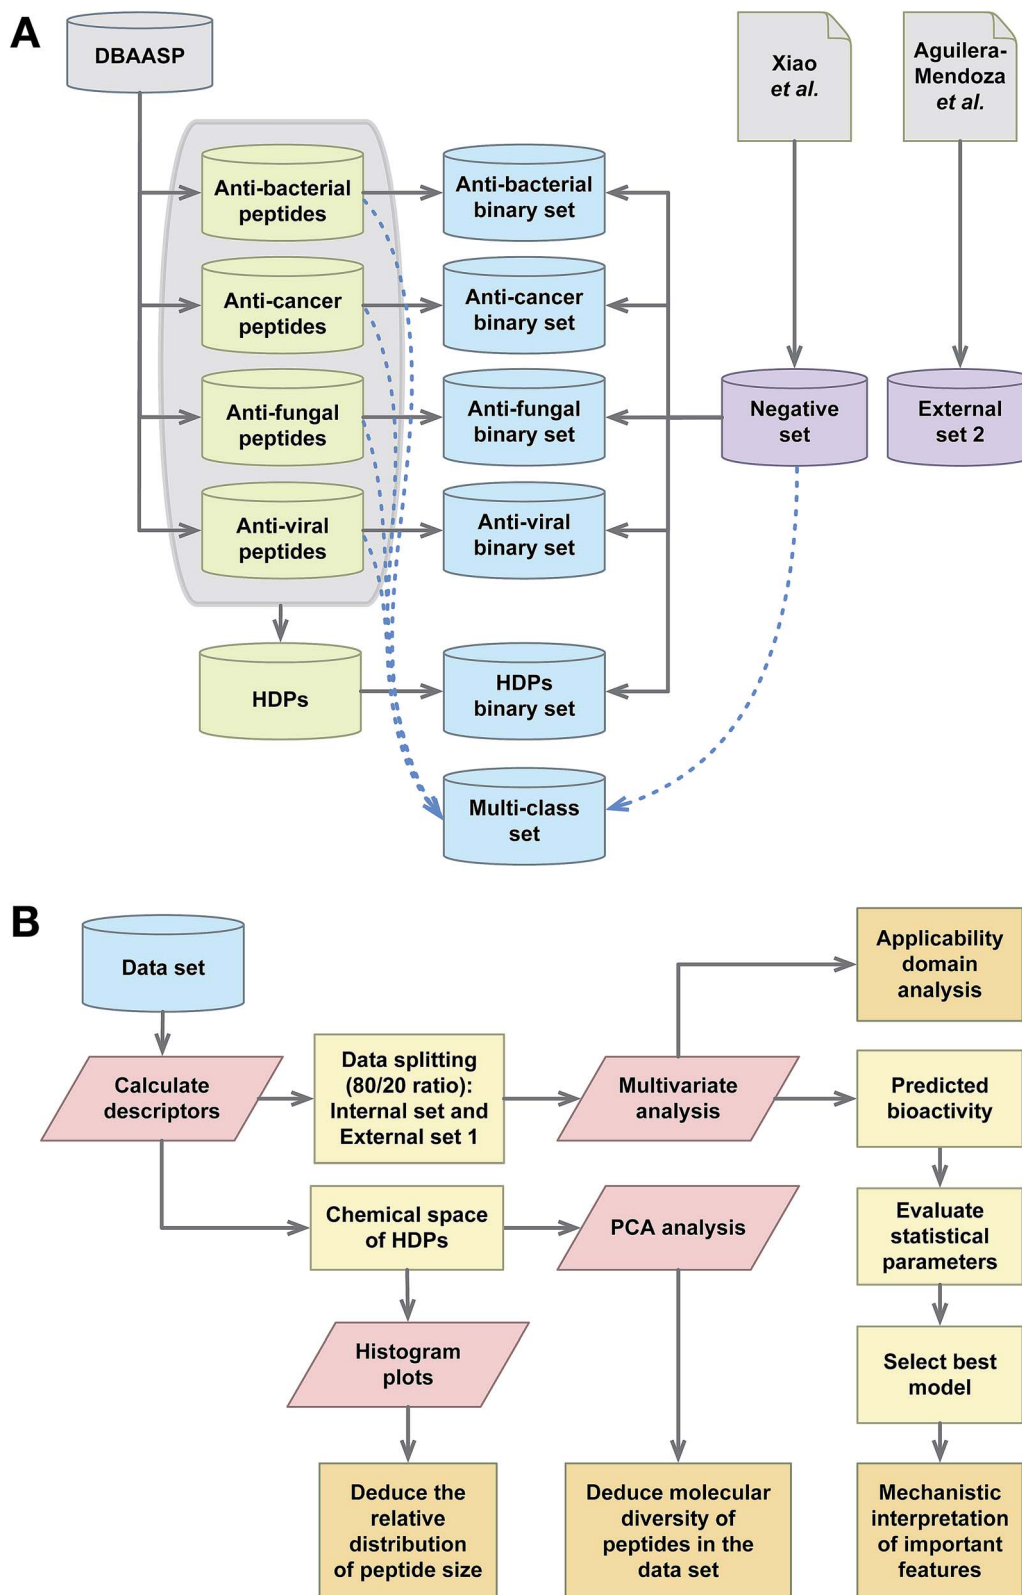 A
DBAASP
Xiao
et al.
Aguilera-
Mendoza
et al.
Anti-bacterial
peptides
Anti-bacterial
binary set
Anti-cancer
peptides
Anti-cancer
binary set
Anti-fungal
peptides
Anti-fungal
binary set
Negative
set
External
set 2
Anti-viral
peptides
Anti-viral
binary set
HDPs
HDPs
binary set
Multi-class
set
B
Data set
Applicability
domain
analysis
Calculate
descriptors
Data splitting
(80/20 ratio):
Internal set and
External set 1
Multivariate
analysis
Predicted
bioactivity
Chemical space
of HDPs
PCA analysis
Evaluate
statistical
parameters
Histogram
plots
Select best
model
Deduce the
relative
distribution
of peptide size
Deduce molecular
diversity of
peptides in the
data set
Mechanistic
interpretation
of important
features